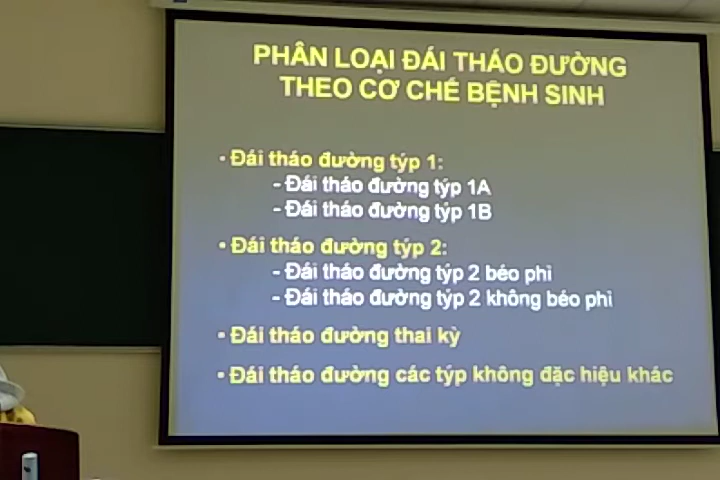 PHÂN LOẠI ĐÁI THÁO ĐƯỜNG
THEO CƠ CHẾ BỆNH SINH
• Đái tháo đường týp 1:
- Đái tháo đường týp 1A
- Đái tháo đường týp 1B
• Đái tháo đường týp 2:
- Đái tháo đường týp 2 béo phì
- Đái tháo đường týp 2 không béo phì
• Đái tháo đường thai kỳ
• Đái tháo đường các týp không đặc hiệu khác